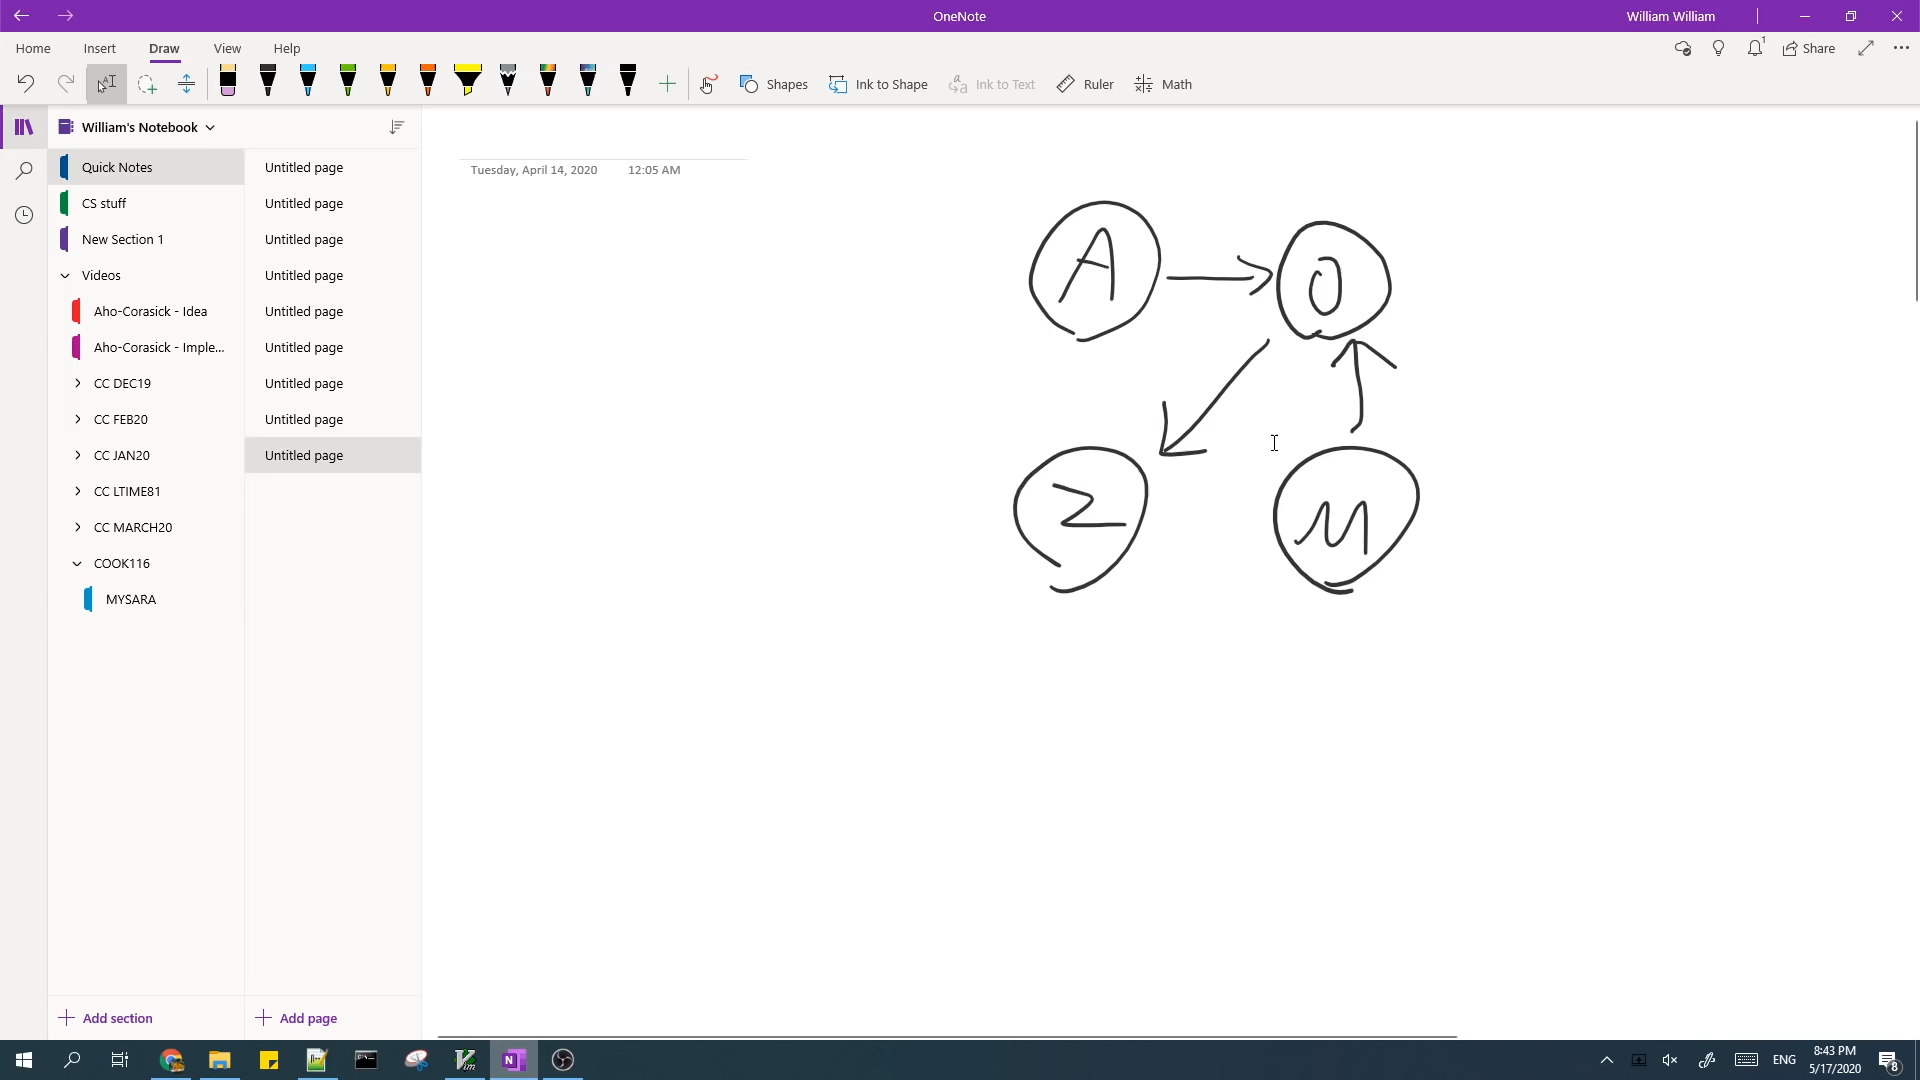 OneNote
William William
Home Insert Draw View Help
1
Share
Shapes Ink to Shape Ink to Text Ruler Math
William's Notebook
Quick Notes
CS stuff
New Section 1
Videos
Aho-Corasick - Idea
Aho-Corasick - Imple...
CC DEC19
CC FEB20
CC JAN20
CC LTIME81
CC MARCH20
COOK116
MYSARA
Add section
Untitled page
Untitled page
Untitled page
Untitled page
Untitled page
Untitled page
Untitled page
Untitled page
Untitled page
Add page
Tuesday, April 14, 2020 12:05 AM
A O
Z M
ENG
8:43 PM
5/17/2020
8